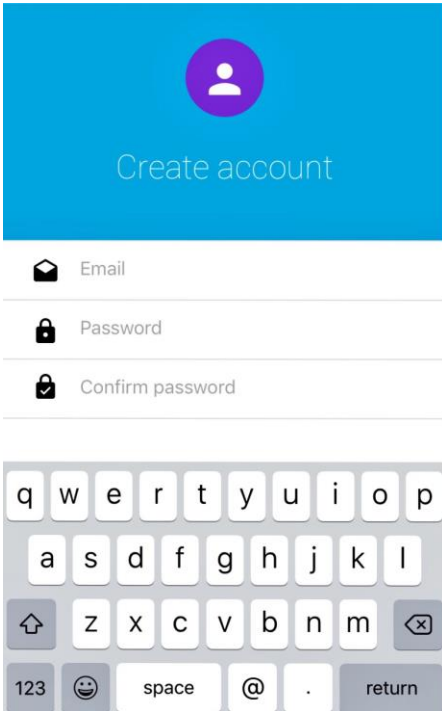 Create account
Email
Password
Confirm password
q w e r t y u i o p
a s d f g h j k l
z x c v b n m
123 space @ . return